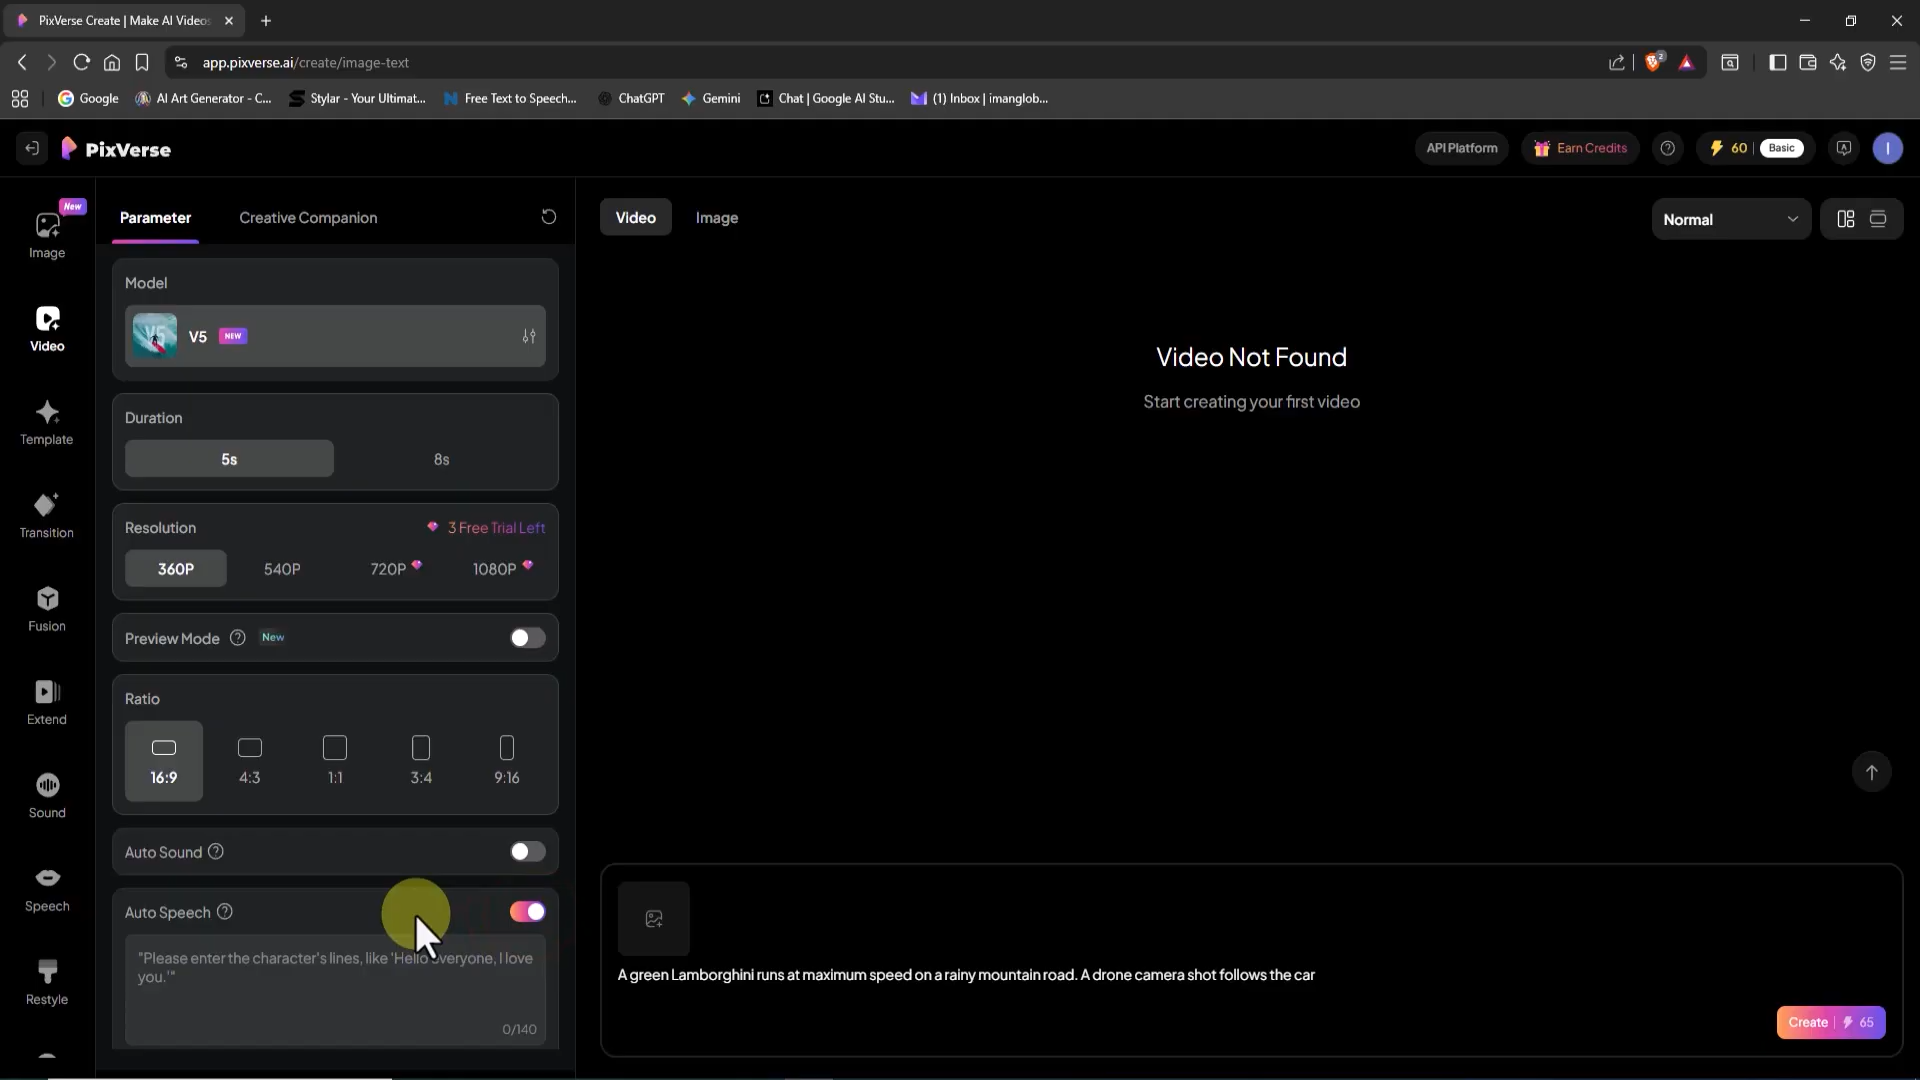 PixVerse Create | Make AI Videos
app.pixverse.ai/create/image-text
2
Google
AI Art Generator - C...
Stylar - Your Ultimat...
Free Text to Speech...
ChatGPT
Gemini
Chat | Google AI Stu...
(1) Inbox | imanglob...
PixVerse
API Platform
Earn Credits
60 | Basic
I
New
Image
Video
Template
Transition
Fusion
Extend
Sound
Speech
Restyle
Parameter
Creative Companion
Model
V5 NEW
Duration
5s
8s
Resolution
3 Free Trial Left
360P
540P
720P
1080P
Preview Mode
New
Ratio
16:9
4:3
1:1
3:4
9:16
Auto Sound
Auto Speech
"Please enter the character's lines, like 'Hello everyone, I love
you.'"
0/140
Video
Image
Normal
Video Not Found
Start creating your first video
A green Lamborghini runs at maximum speed on a rainy mountain road. A drone camera shot follows the car
Create | 65